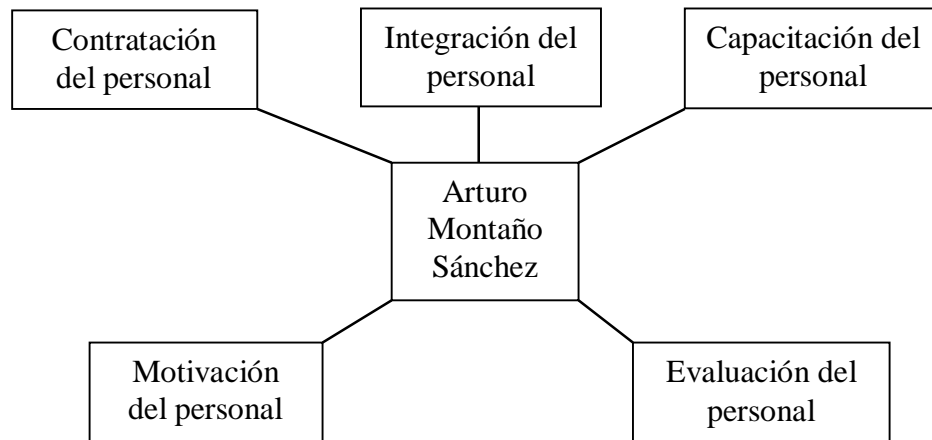 Contratación
del personal
Integración del
personal
Capacitación del
personal
Arturo
Montaño
Sánchez
Motivación
del personal
Evaluación del
personal